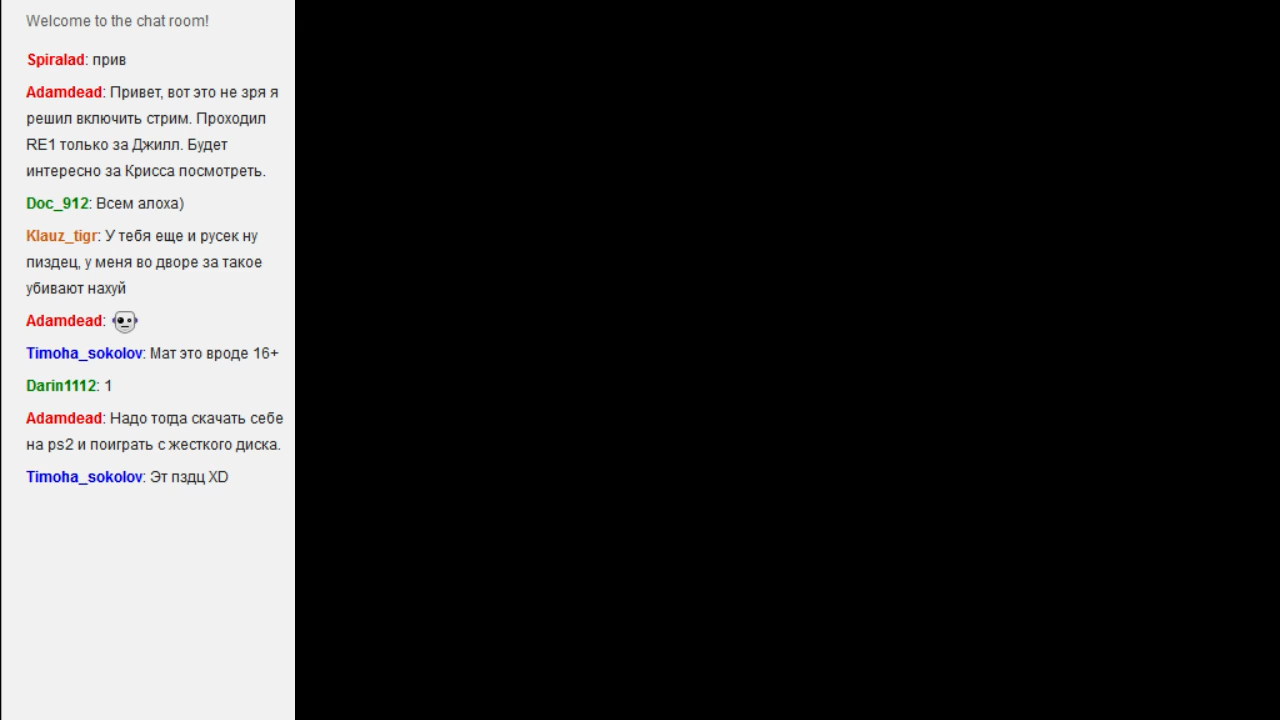 Welcome to the chat room!
Spiralad: прив
Adamdead: Привет, вот это не зря я
решил включить стрим. Проходил
RE1 только за Джилл. Будет
интересно за Крисса посмотреть.
Doc_912: Всем алоха)
Klauz_tigr: У тебя еще и русек ну
пиздец, у меня во дворе за такое
убивают нахуй
Adamdead:
Timoha_sokolov: Мат это вроде 16+
Darin1112: 1
Adamdead: Надо тогда скачать себе
на ps2 и поиграть с жесткого диска.
Timoha_sokolov: Эт пздц XD